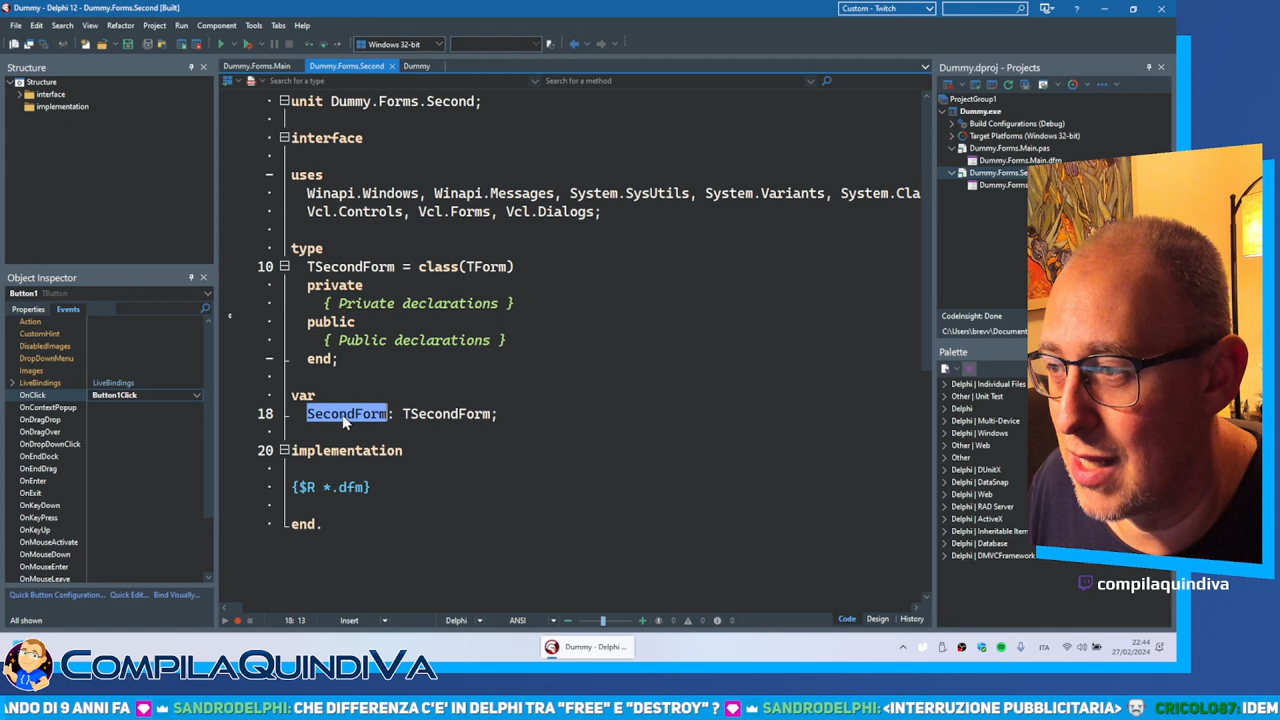 Dummy - Delphi 12 - Dummy.Forms.Second [Built]
Custom - Twitch
File Edit Search View Refactor Project Run Component Tools Tabs Help
Windows 32-bit
Structure
Structure
interface
implementation
Object Inspector
Button1 TButton
Properties Events
Action
CustomHint
DisabledImages
DropDownMenu
Images
LiveBindings LiveBindings
OnClick Button1Click
OnContextPopup
OnDragDrop
OnDragOver
OnDropDownClick
OnEndDock
OnEndDrag
OnEnter
OnExit
OnKeyDown
OnKeyPress
OnKeyUp
OnMouseActivate
OnMouseDown
OnMouseEnter
OnMouseLeave
Quick Button Configuration... Quick Edit... Bind Visually...
All shown
Dummy.Forms.Main Dummy.Forms.Second Dummy
Search for a type Search for a method
unit Dummy.Forms.Second;
interface
uses
Winapi.Windows, Winapi.Messages, System.SysUtils, System.Variants, System.Cla
Vcl.Controls, Vcl.Forms, Vcl.Dialogs;
type
10 TSecondForm = class(TForm)
private
{ Private declarations }
public
{ Public declarations }
end;
var
18 SecondForm: TSecondForm;
20 implementation
{$R *.dfm}
end.
18: 13 Insert Delphi ANSI 0 0 0 Code Design History
Dummy.dproj - Projects
ProjectGroup1
Dummy.exe
Build Configurations (Debug)
Target Platforms (Windows 32-bit)
Dummy.Forms.Main.pas
Dummy.Forms.Main.dfm
Dummy.Forms.Se
Dummy.Forms
CodeInsight: Done
C:\Users\brevv\Document
Palette
Delphi | Individual Files
Other | Unit Test
Delphi
Delphi | Multi-Device
Delphi | Windows
Other | Web
Other
Delphi | DUnitX
Delphi | DataSnap
Delphi | Web
Delphi | RAD Server
Delphi | ActiveX
Delphi | Inheritable Item
Delphi | Database
Delphi | DMVCFramework
compilaquindiva
Dummy - Delphi ...
ITA
22:44
27/02/2024
COMPILAQUINDIVA
ANDO DI 9 ANNI FA SANDRODELPHI: CHE DIFFERENZA C'E' IN DELPHI TRA "FREE" E "DESTROY" ? SANDRODELPHI: <INTERRUZIONE PUBBLICITARIA> CRICOLO87: IDEM